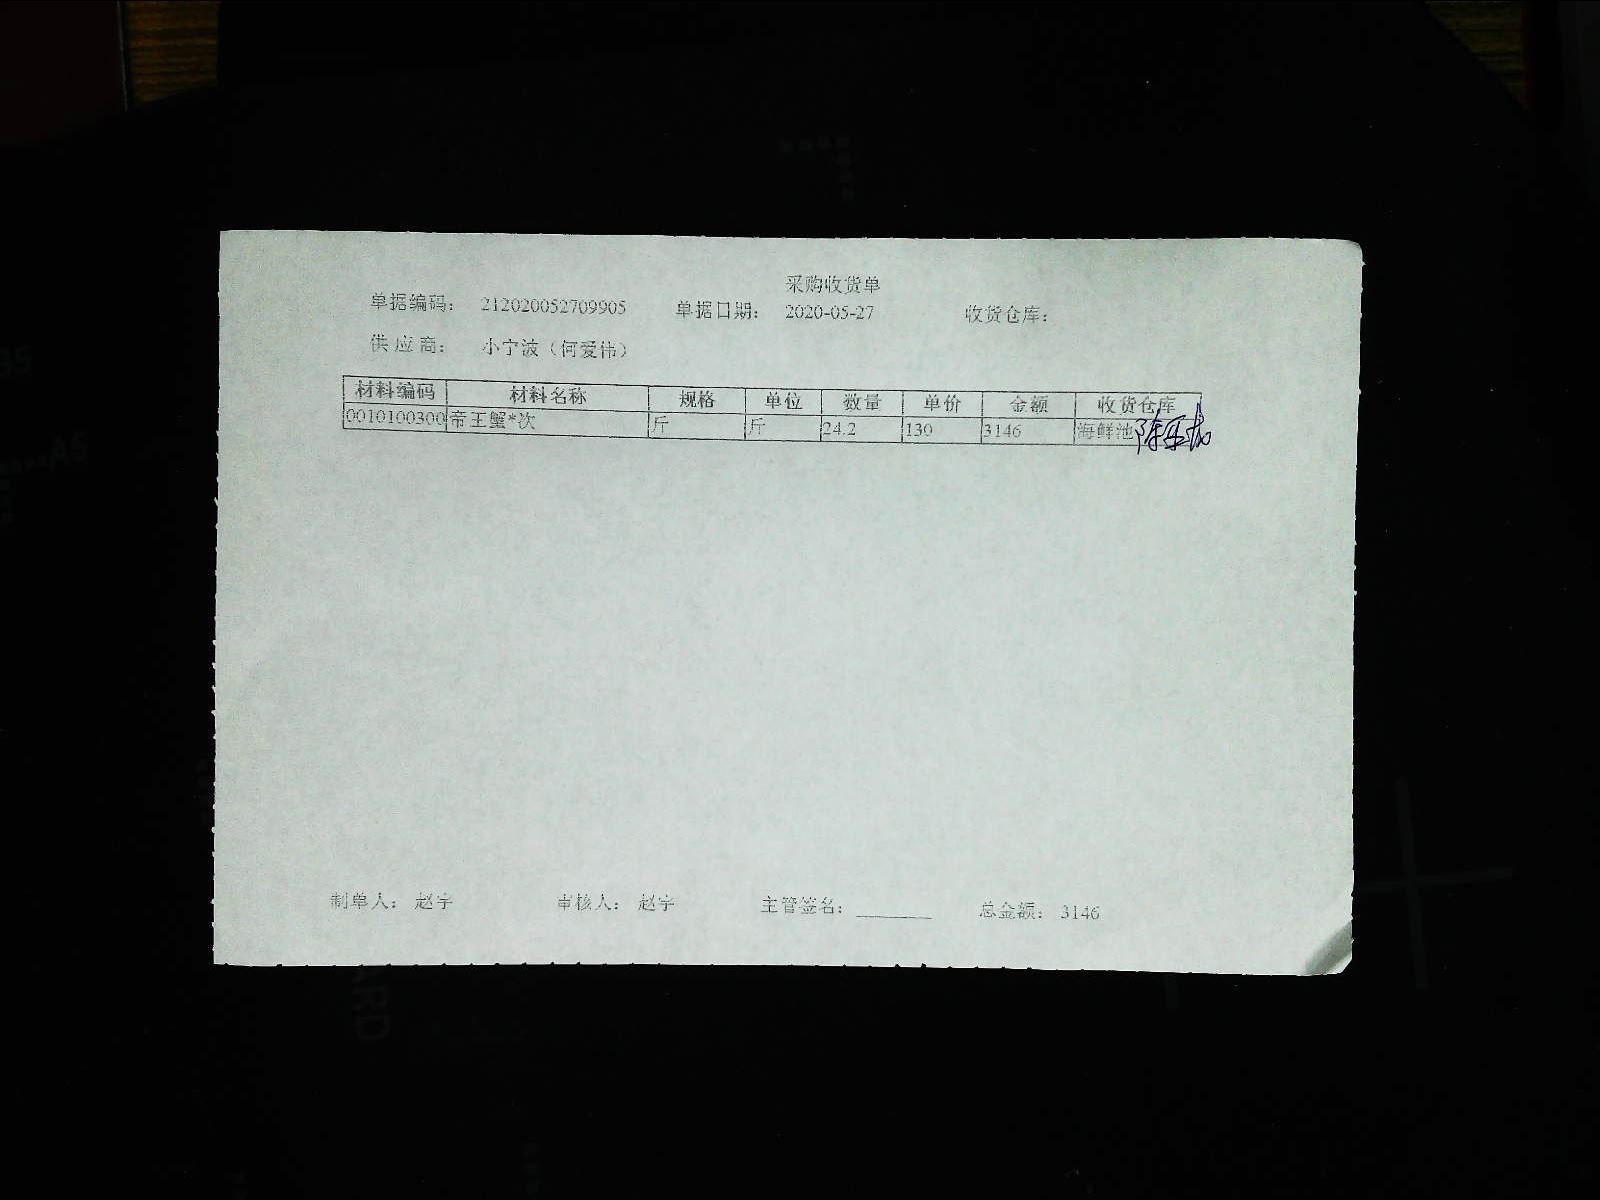 采购收货单
单据编码： 212020052709905 单据日期： 2020-05-27 收货仓库：
供应商： 小宁波（何爱伟）
材料编码 材料名称 规格 单位 数量 单价 金额 收货仓库
0010100300 帝王蟹*次 斤 斤 24.2 130 3146 海鲜池
制单人： 赵宇 审核人： 赵宇 主管签名： 总金额： 3146